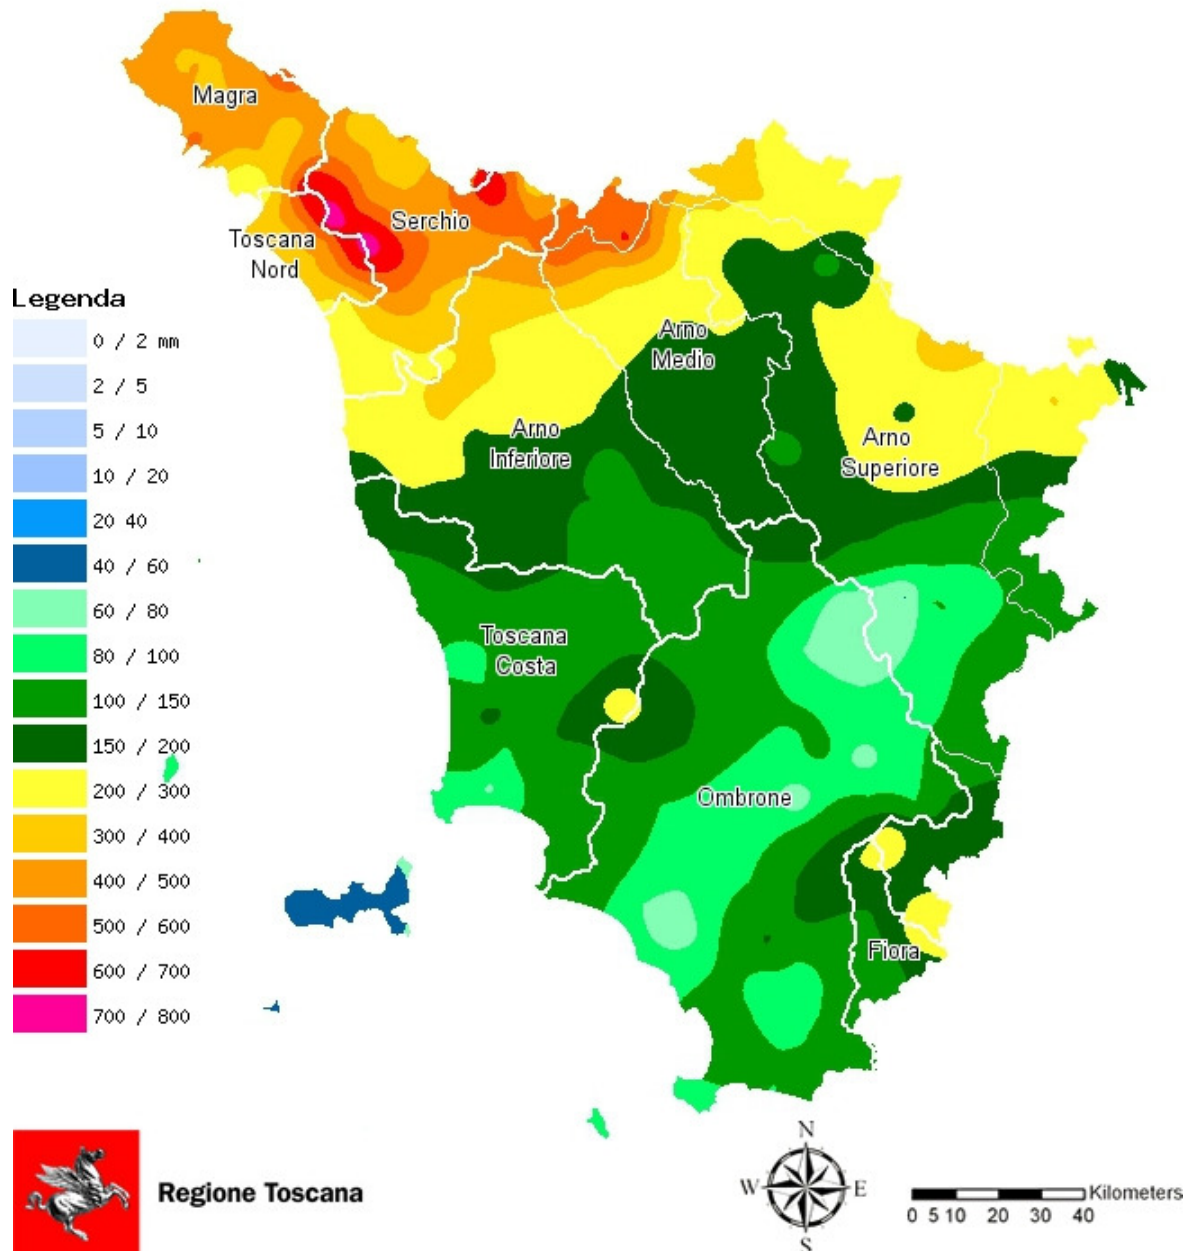 Magra
Serchio
Toscana
Nord
Legenda
0 / 2 mm
2 / 5
5 / 10
10 / 20
20 40
40 / 60
60 / 80
80 / 100
100 / 150
150 / 200
200 / 300
300 / 400
400 / 500
500 / 600
600 / 700
700 / 800
Arno
Medio
Arno
Inferiore
Arno
Superiore
Toscana
Costa
Ombrone
Fiora
Regione Toscana
N
W E
S
Kilometers
0 5 10 20 30 40